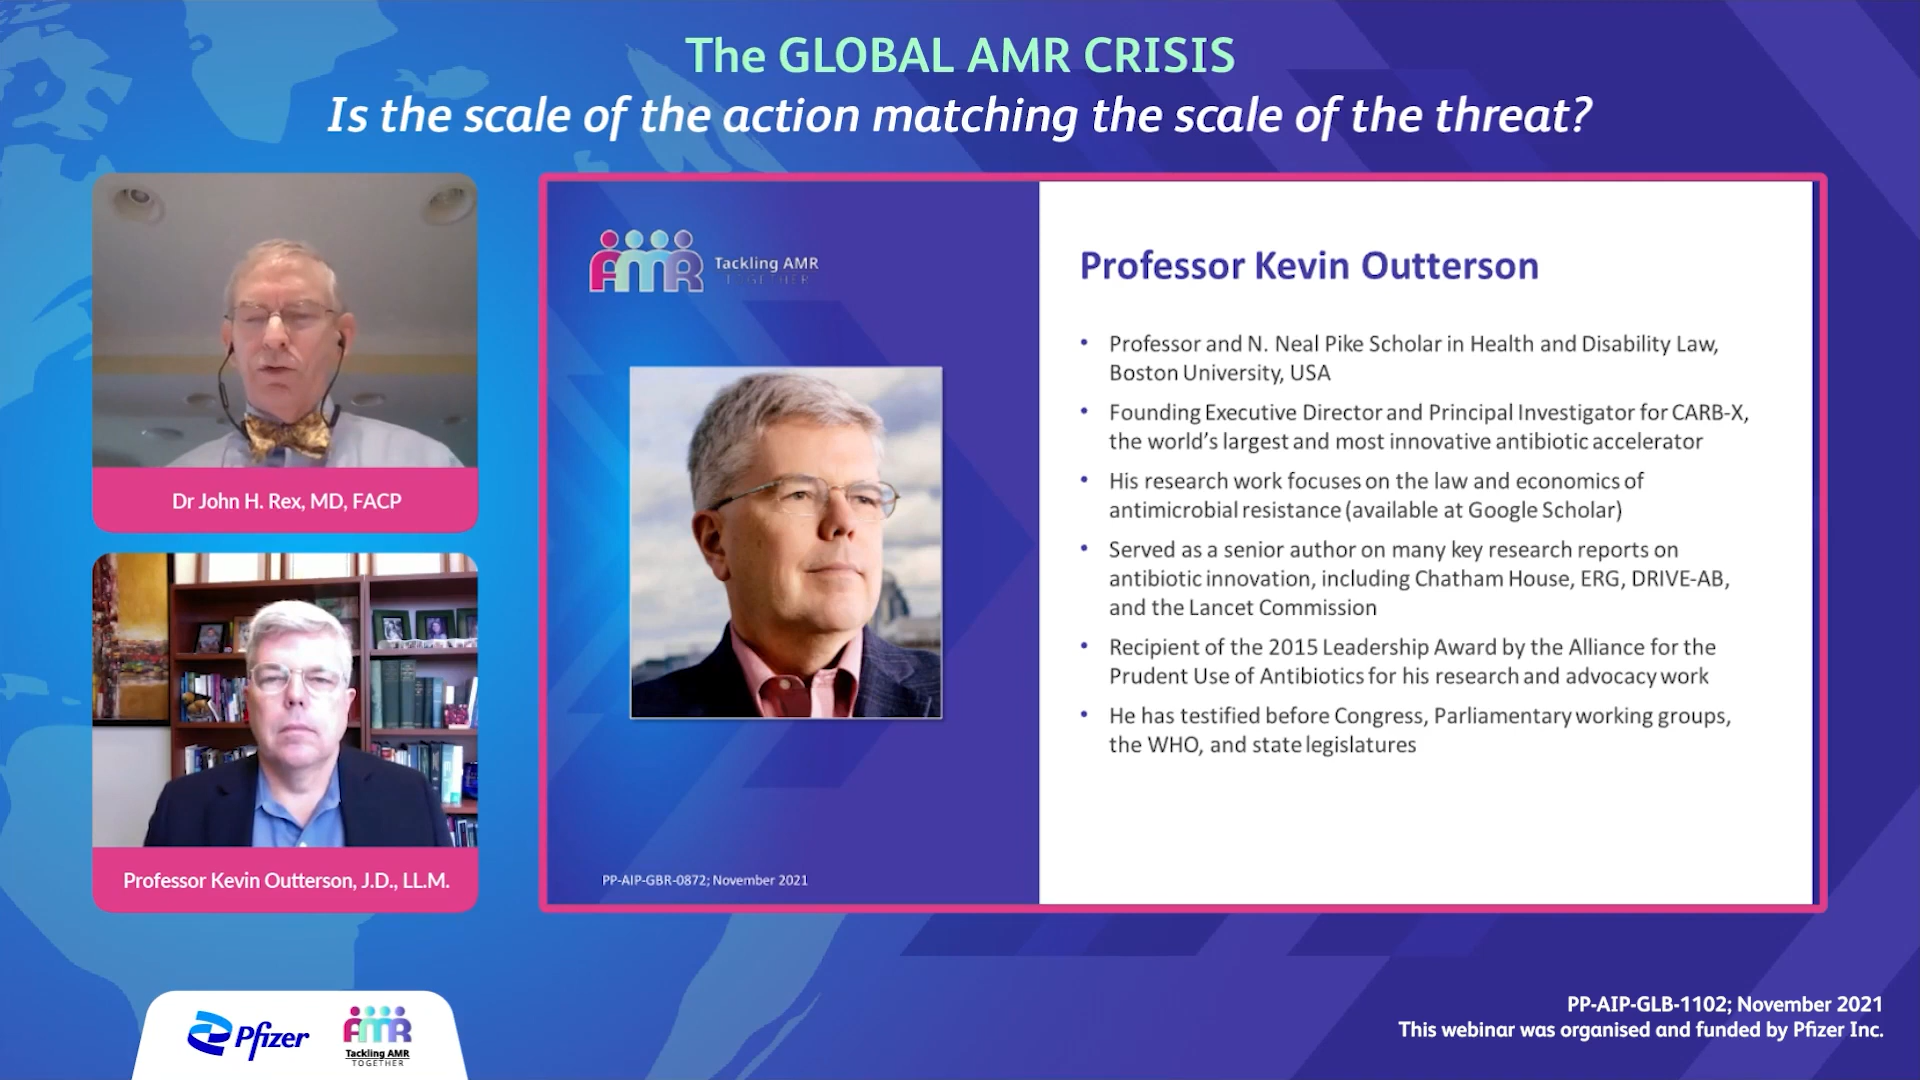 The GLOBAL AMR CRISIS
Is the scale of the action matching the scale of the threat?
Dr John H. Rex, MD, FACP
Professor Kevin Outterson, J.D., LL.M.
AMR
Tackling AMR
TOGETHER
PP-AIP-GBR-0872; November 2021
Professor Kevin Outterson
• Professor and N. Neal Pike Scholar in Health and Disability Law,
Boston University, USA
• Founding Executive Director and Principal Investigator for CARB-X,
the world’s largest and most innovative antibiotic accelerator
• His research work focuses on the law and economics of
antimicrobial resistance (available at Google Scholar)
• Served as a senior author on many key research reports on
antibiotic innovation, including Chatham House, ERG, DRIVE-AB,
and the Lancet Commission
• Recipient of the 2015 Leadership Award by the Alliance for the
Prudent Use of Antibiotics for his research and advocacy work
• He has testified before Congress, Parliamentary working groups,
the WHO, and state legislatures
Pfizer
AMR
Tackling AMR
TOGETHER
PP-AIP-GLB-1102; November 2021
This webinar was organised and funded by Pfizer Inc.